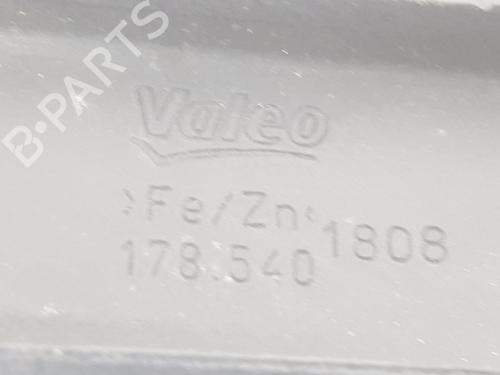 B·PARTS
Valeo
>Fe/Zn< 1808
178.540